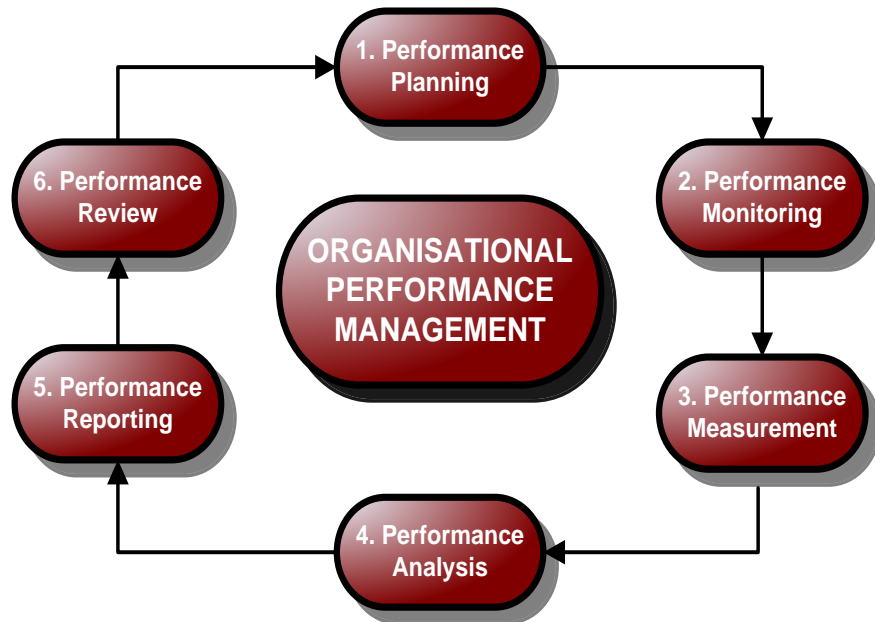 1. Performance
Planning
2. Performance
Monitoring
3. Performance
Measurement
4. Performance
Analysis
5. Performance
Reporting
6. Performance
Review
ORGANISATIONAL
PERFORMANCE
MANAGEMENT